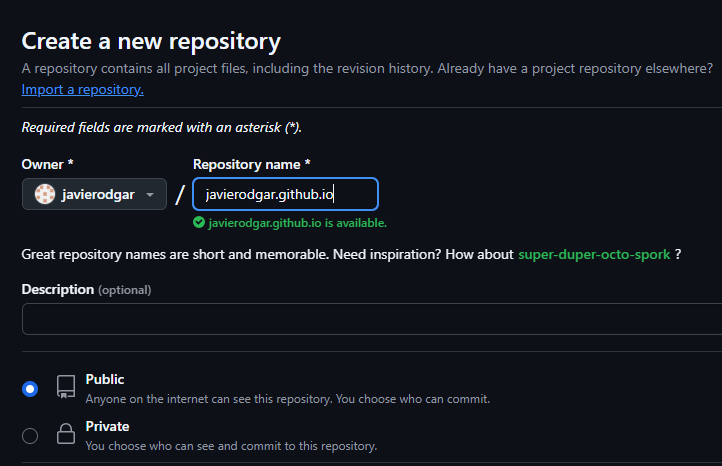 Create a new repository
A repository contains all project files, including the revision history. Already have a project repository elsewhere?
Import a repository.
Required fields are marked with an asterisk (*).
Owner * Repository name *
javierodgar / javierodgar.github.io
javierodgar.github.io is available.
Great repository names are short and memorable. Need inspiration? How about super-duper-octo-spork ?
Description (optional)
Public
Anyone on the internet can see this repository. You choose who can commit.
Private
You choose who can see and commit to this repository.